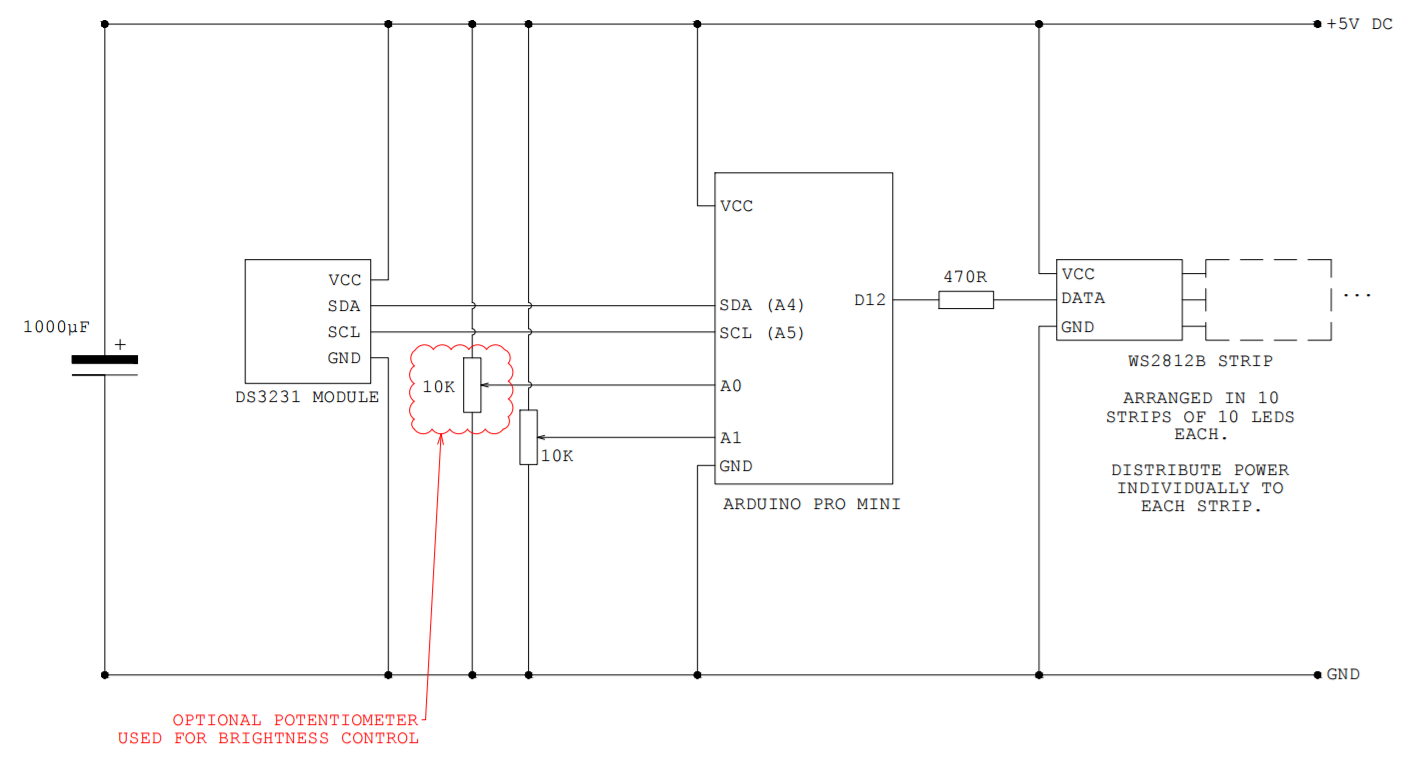 +5V DC
VCC
470R
VCC
VCC
SDA
SDA (A4)
D12
DATA
1000µF
+
SCL
SCL (A5)
GND
...
GND
WS2812B STRIP
10K
A0
DS3231 MODULE
ARRANGED IN 10
STRIPS OF 10 LEDS
EACH.
A1
10K
GND
DISTRIBUTE POWER
INDIVIDUALLY TO
EACH STRIP.
ARDUINO PRO MINI
GND
OPTIONAL POTENTIOMETER
USED FOR BRIGHTNESS CONTROL